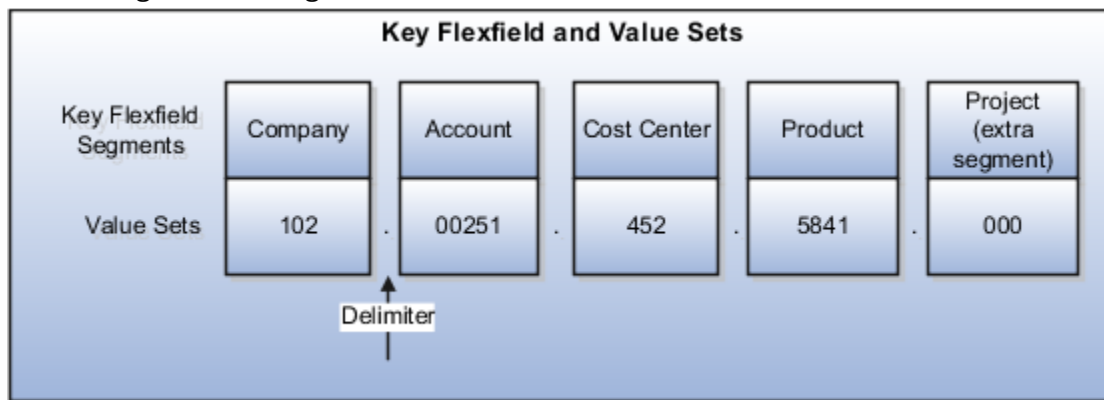 Key Flexfield and Value Sets
Key Flexfield
Segments
Company
Account
Cost Center
Product
Project
(extra
segment)
Value Sets
102 . 00251 . 452 . 5841 . 000
Delimiter